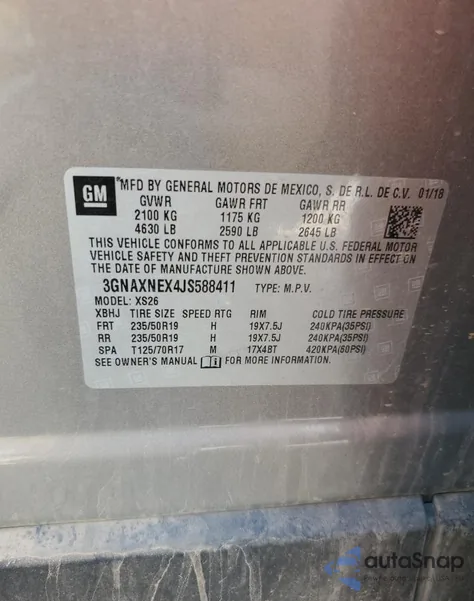 GM
MFD BY GENERAL MOTORS DE MEXICO, S. DE R.L. DE C.V. 01/18
GVWR GAWR FRT GAWR RR
2100 KG 1175 KG 1200 KG
4630 LB 2590 LB 2645 LB
THIS VEHICLE CONFORMS TO ALL U.S. FEDERAL MOTOR
VEHICLE SAFETY AND THEFT PREVENTION STANDARDS
IN EFFECT ON THE DATE OF MANUFACTURE SHOWN ABOVE.
3GNAXNEX4JS588411 TYPE: M.P.V.
MODEL: XS26
XBHJ TIRE SIZE SPEED RTG RIM COLD TIRE PRESSURE
FRT 235/50R19 H 19X7.5J 240KPA(35PSI)
RR 235/50R19 H 19X7.5J 240KPA(35PSI)
SPA T125/70R17 M 17X4BT 420KPA(60PSI)
SEE OWNER'S MANUAL FOR MORE INFORMATION.
autoSnap